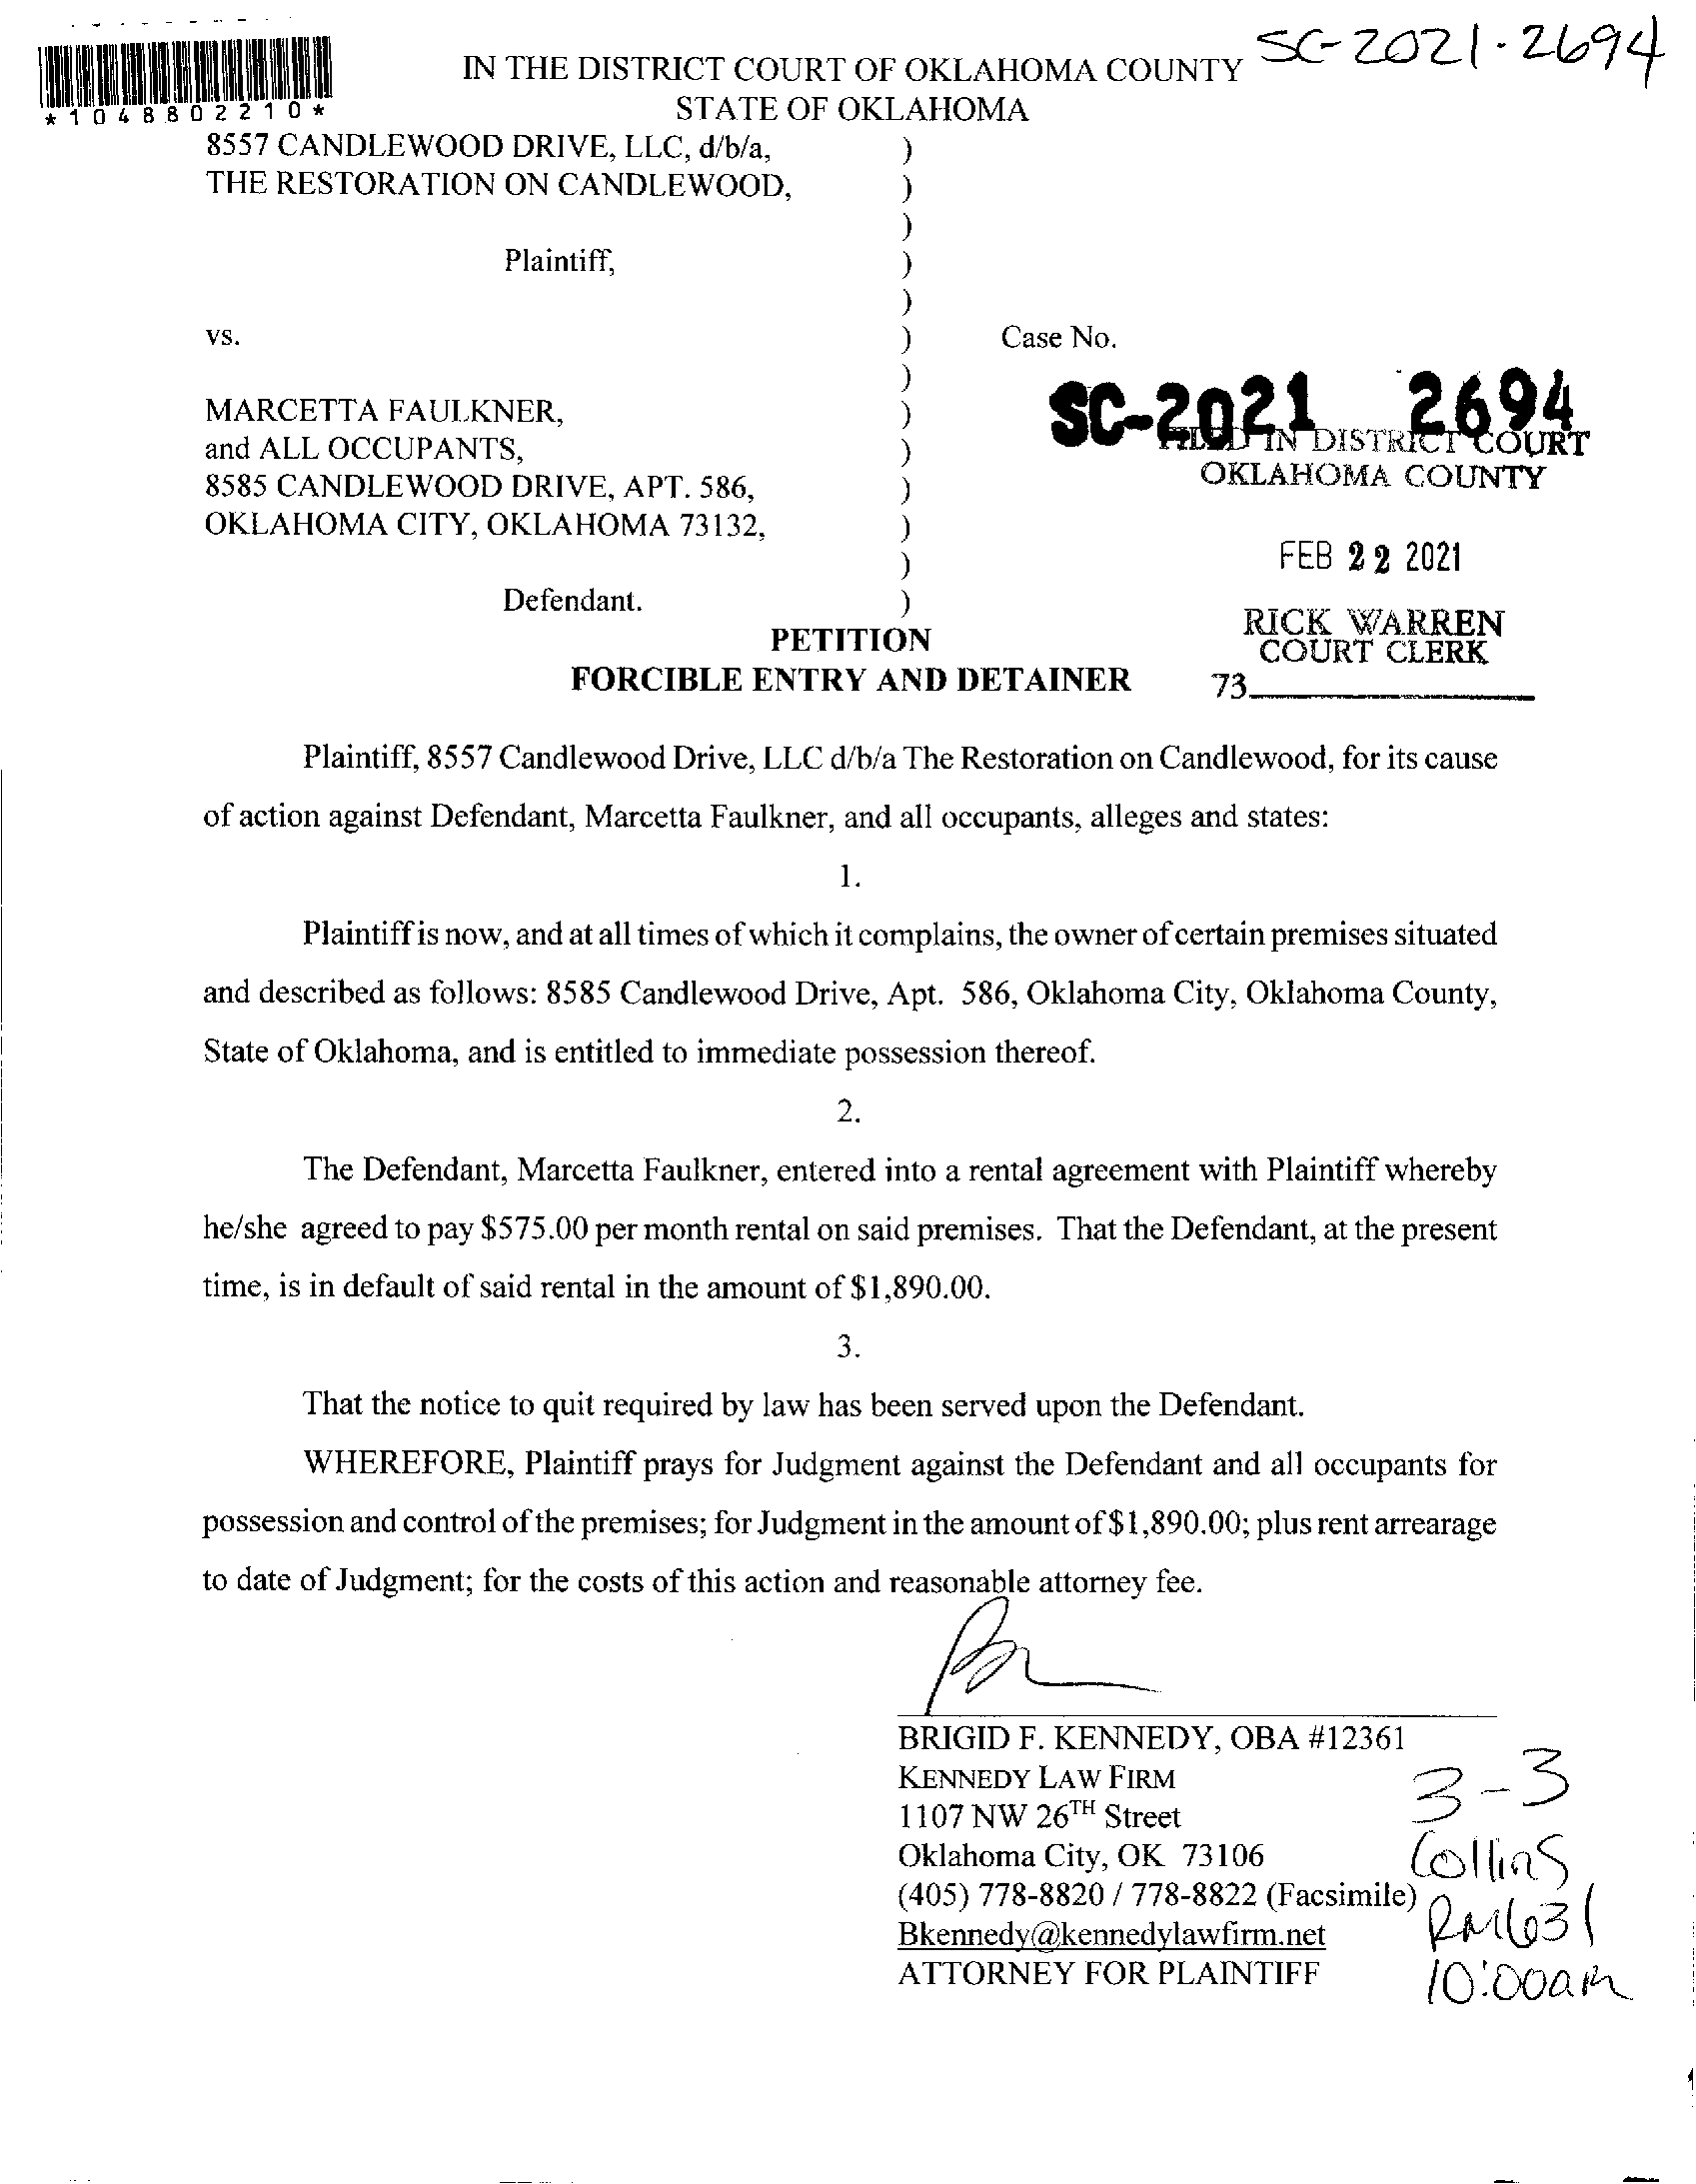 SC-2021-2694
IN THE DISTRICT COURT OF OKLAHOMA COUNTY
STATE OF OKLAHOMA
*1048802210*
8557 CANDLEWOOD DRIVE, LLC, d/b/a, )
THE RESTORATION ON CANDLEWOOD, )
)
Plaintiff, )
)
vs. ) Case No.
)
MARCETTA FAULKNER, )
SC-2021 2694
and ALL OCCUPANTS, )
FILED IN DISTRICT COURT
8585 CANDLEWOOD DRIVE, APT. 586, )
OKLAHOMA COUNTY
OKLAHOMA CITY, OKLAHOMA 73132, )
)
FEB 22 2021
Defendant. )
RICK WARREN
COURT CLERK
73
PETITION
FORCIBLE ENTRY AND DETAINER
Plaintiff, 8557 Candlewood Drive, LLC d/b/a The Restoration on Candlewood, for its cause
of action against Defendant, Marcetta Faulkner, and all occupants, alleges and states:
1.
Plaintiff is now, and at all times of which it complains, the owner of certain premises situated
and described as follows: 8585 Candlewood Drive, Apt. 586, Oklahoma City, Oklahoma County,
State of Oklahoma, and is entitled to immediate possession thereof.
2.
The Defendant, Marcetta Faulkner, entered into a rental agreement with Plaintiff whereby
he/she agreed to pay $575.00 per month rental on said premises. That the Defendant, at the present
time, is in default of said rental in the amount of $1,890.00.
3.
That the notice to quit required by law has been served upon the Defendant.
WHEREFORE, Plaintiff prays for Judgment against the Defendant and all occupants for
possession and control of the premises; for Judgment in the amount of $1,890.00; plus rent arrearage
to date of Judgment; for the costs of this action and reasonable attorney fee.
BRIGID F. KENNEDY, OBA #12361
KENNEDY LAW FIRM
1107 NW 26TH Street
Oklahoma City, OK 73106
(405) 778-8820 / 778-8822 (Facsimile)
Bkennedy@kennedylawfirm.net
ATTORNEY FOR PLAINTIFF
3-3
Collins
RM631
10:00am